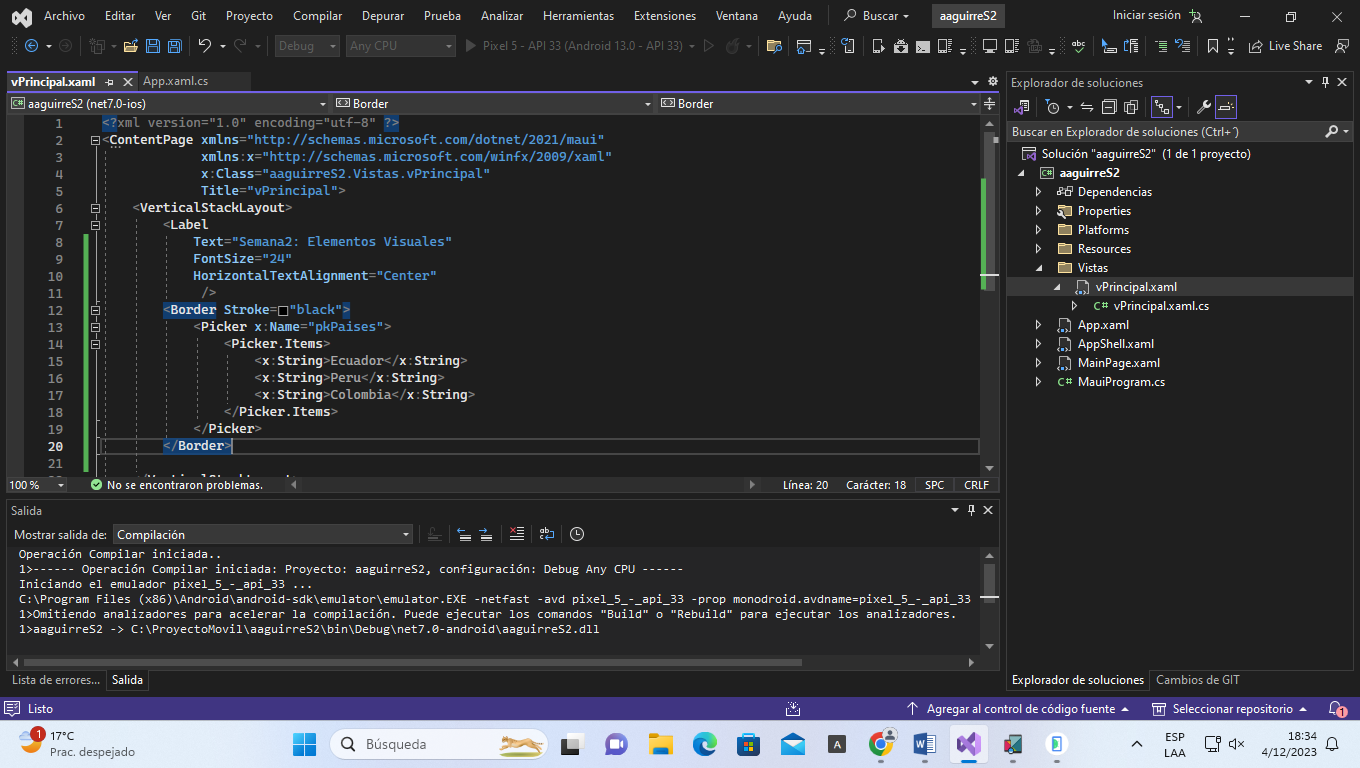 Archivo Editar Ver Git Proyecto Compilar Depurar Prueba Analizar Herramientas Extensiones Ventana Ayuda Buscar aaguirreS2 Iniciar sesión
Debug Any CPU Pixel 5 - API 33 (Android 13.0 - API 33) Live Share
vPrincipal.xaml App.xaml.cs
aaguirreS2 (net7.0-ios) Border Border
1 <?xml version="1.0" encoding="utf-8" ?>
2 <ContentPage xmlns="http://schemas.microsoft.com/dotnet/2021/maui"
3 xmlns:x="http://schemas.microsoft.com/winfx/2009/xaml"
4 x:Class="aaguirreS2.Vistas.vPrincipal"
5 Title="vPrincipal">
6 <VerticalStackLayout>
7 <Label
8 Text="Semana2: Elementos Visuales"
9 FontSize="24"
10 HorizontalTextAlignment="Center"
11 />
12 <Border Stroke="black">
13 <Picker x:Name="pkPaises">
14 <Picker.Items>
15 <x:String>Ecuador</x:String>
16 <x:String>Peru</x:String>
17 <x:String>Colombia</x:String>
18 </Picker.Items>
19 </Picker>
20 </Border>
21
100 % No se encontraron problemas. Línea: 20 Carácter: 18 SPC CRLF
Salida
Mostrar salida de: Compilación
Operación Compilar iniciada..
1>------ Operación Compilar iniciada: Proyecto: aaguirreS2, configuración: Debug Any CPU ------
Iniciando el emulador pixel_5_-_api_33 ...
C:\Program Files (x86)\Android\android-sdk\emulator\emulator.EXE -netfast -avd pixel_5_-_api_33 -prop monodroid.avdname=pixel_5_-_api_33
1>Omitiendo analizadores para acelerar la compilación. Puede ejecutar los comandos "Build" o "Rebuild" para ejecutar los analizadores.
1>aaguirreS2 -> C:\ProyectoMovil\aaguirreS2\bin\Debug\net7.0-android\aaguirreS2.dll
Lista de errores... Salida
Explorador de soluciones
Buscar en Explorador de soluciones (Ctrl+´)
Solución "aaguirreS2" (1 de 1 proyecto)
aaguirreS2
Dependencias
Properties
Platforms
Resources
Vistas
vPrincipal.xaml
C# vPrincipal.xaml.cs
App.xaml
AppShell.xaml
MainPage.xaml
C# MauiProgram.cs
Explorador de soluciones Cambios de GIT
Listo Agregar al control de código fuente Seleccionar repositorio 1
1 17°C
Prac. despejado
Búsqueda
A
ESP
LAA
18:34
4/12/2023